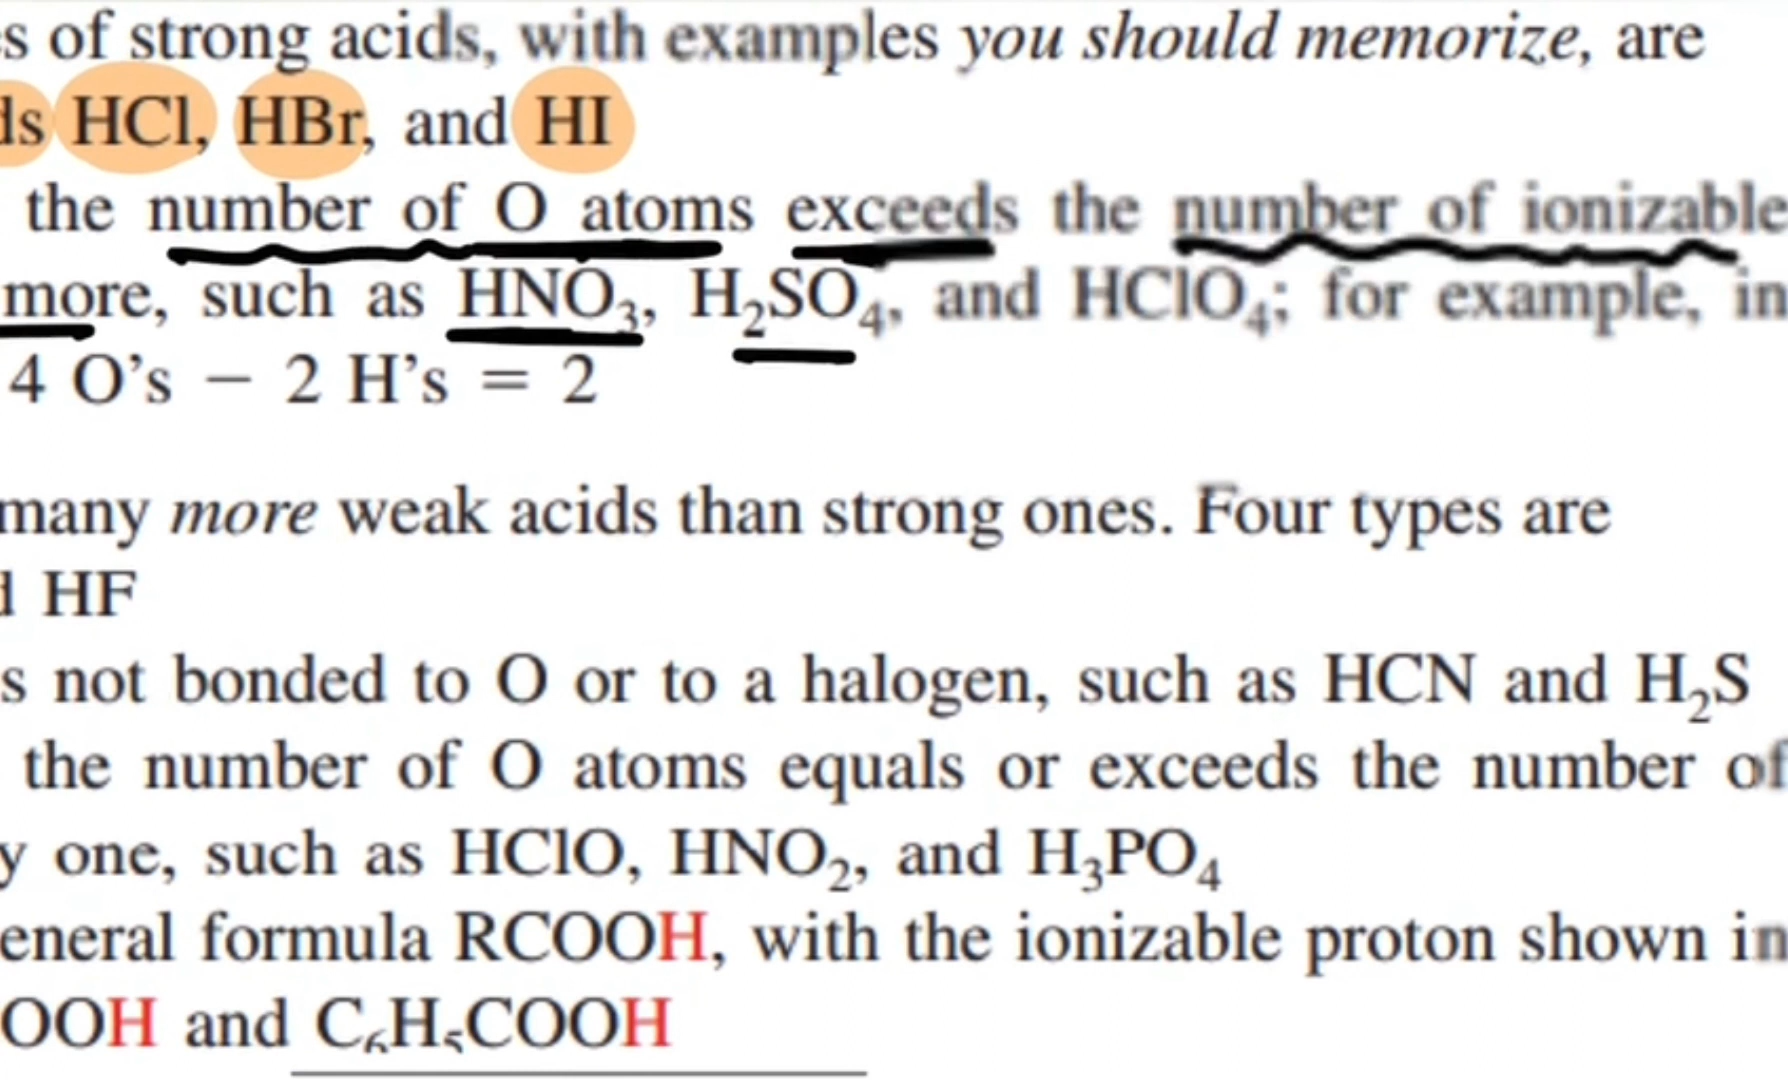 s of strong acids, with examples you should memorize, are
ds HCl, HBr, and HI
the number of O atoms exceeds the number of ionizable
more, such as HNO₃, H₂SO₄, and HClO₄; for example, in
4 O’s − 2 H’s = 2
many more weak acids than strong ones. Four types are
d HF
s not bonded to O or to a halogen, such as HCN and H₂S
the number of O atoms equals or exceeds the number of
y one, such as HClO, HNO₂, and H₃PO₄
eneral formula RCOOH, with the ionizable proton shown in
OOH and C₆H₅COOH